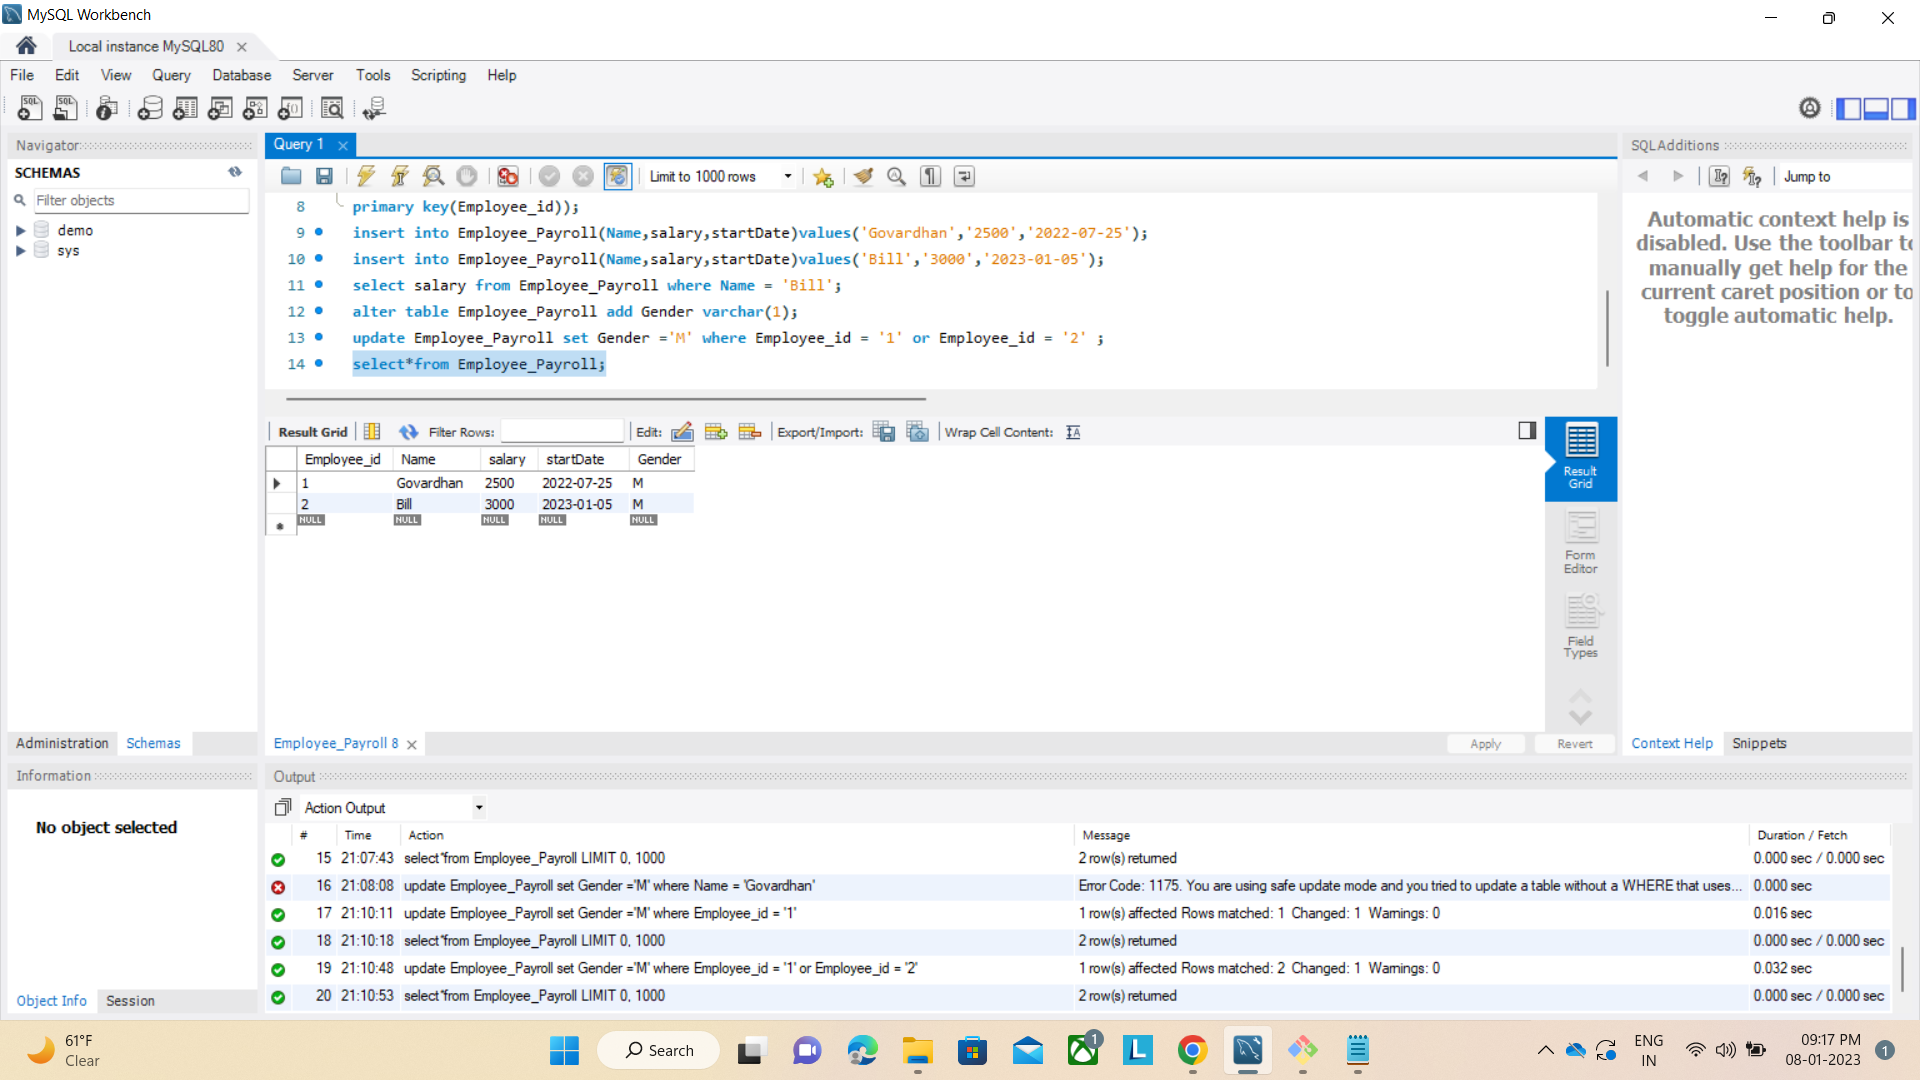 MySQL Workbench
Local instance MySQL80
File Edit View Query Database Server Tools Scripting Help
Navigator
SCHEMAS
Filter objects
demo
sys
Administration Schemas
Information
No object selected
Object Info Session
Query 1
Limit to 1000 rows
8 primary key(Employee_id));
9 insert into Employee_Payroll(Name,salary,startDate)values('Govardhan','2500','2022-07-25');
10 insert into Employee_Payroll(Name,salary,startDate)values('Bill','3000','2023-01-05');
11 select salary from Employee_Payroll where Name = 'Bill';
12 alter table Employee_Payroll add Gender varchar(1);
13 update Employee_Payroll set Gender ='M' where Employee_id = '1' or Employee_id = '2' ;
14 select*from Employee_Payroll;
Result Grid Filter Rows: Edit: Export/Import: Wrap Cell Content:
Employee_id Name salary startDate Gender
1 Govardhan 2500 2022-07-25 M
2 Bill 3000 2023-01-05 M
NULL NULL NULL NULL NULL
Result
Grid
Form
Editor
Field
Types
Employee_Payroll 8
Apply Revert
SQLAdditions
Jump to
Automatic context help is
disabled. Use the toolbar to
manually get help for the
current caret position or to
toggle automatic help.
Context Help Snippets
Output
Action Output
# Time Action Message Duration / Fetch
15 21:07:43 select*from Employee_Payroll LIMIT 0, 1000 2 row(s) returned 0.000 sec / 0.000 sec
16 21:08:08 update Employee_Payroll set Gender ='M' where Name = 'Govardhan' Error Code: 1175. You are using safe update mode and you tried to update a table without a WHERE that uses... 0.000 sec
17 21:10:11 update Employee_Payroll set Gender ='M' where Employee_id = '1' 1 row(s) affected Rows matched: 1 Changed: 1 Warnings: 0 0.016 sec
18 21:10:18 select*from Employee_Payroll LIMIT 0, 1000 2 row(s) returned 0.000 sec / 0.000 sec
19 21:10:48 update Employee_Payroll set Gender ='M' where Employee_id = '1' or Employee_id = '2' 1 row(s) affected Rows matched: 2 Changed: 1 Warnings: 0 0.032 sec
20 21:10:53 select*from Employee_Payroll LIMIT 0, 1000 2 row(s) returned 0.000 sec / 0.000 sec
61°F
Clear
Search
1
L
ENG
IN
09:17 PM
08-01-2023
1